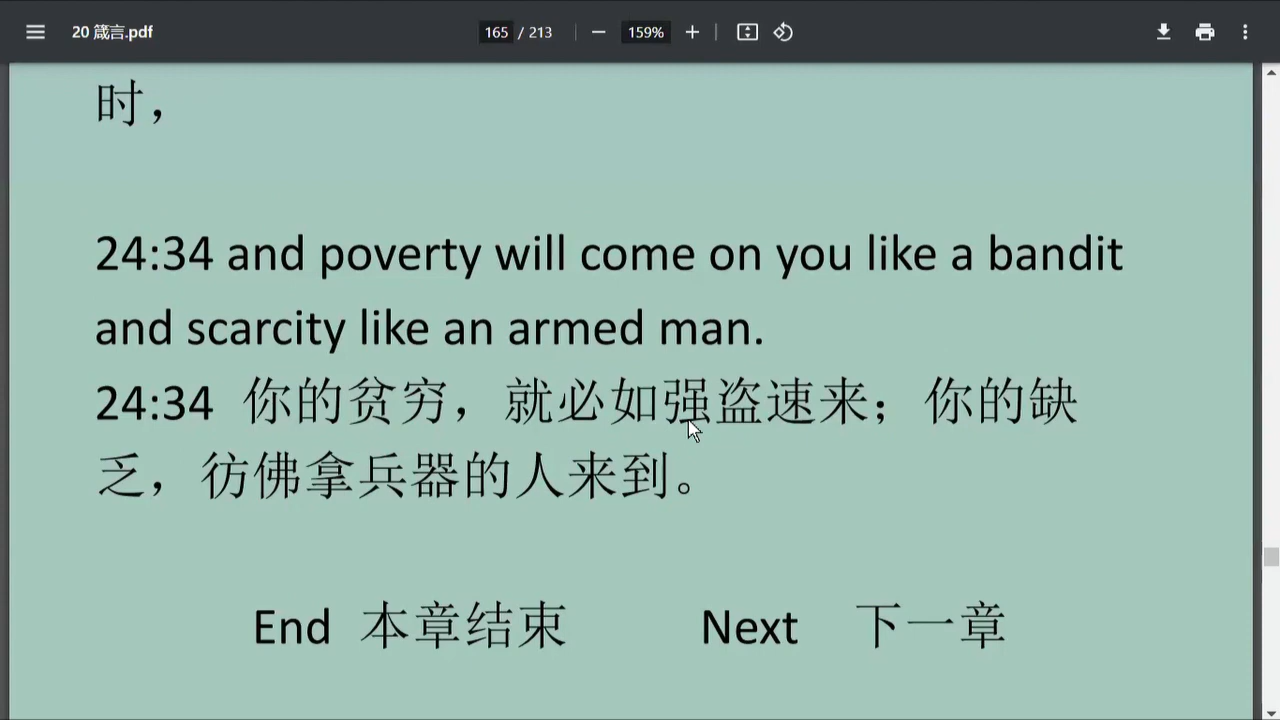 20 箴言.pdf
165 / 213
159%
时，
24:34 and poverty will come on you like a bandit
and scarcity like an armed man.
24:34 你的贫穷，就必如强盗速来；你的缺
乏，彷佛拿兵器的人来到。
End 本章结束 Next 下一章